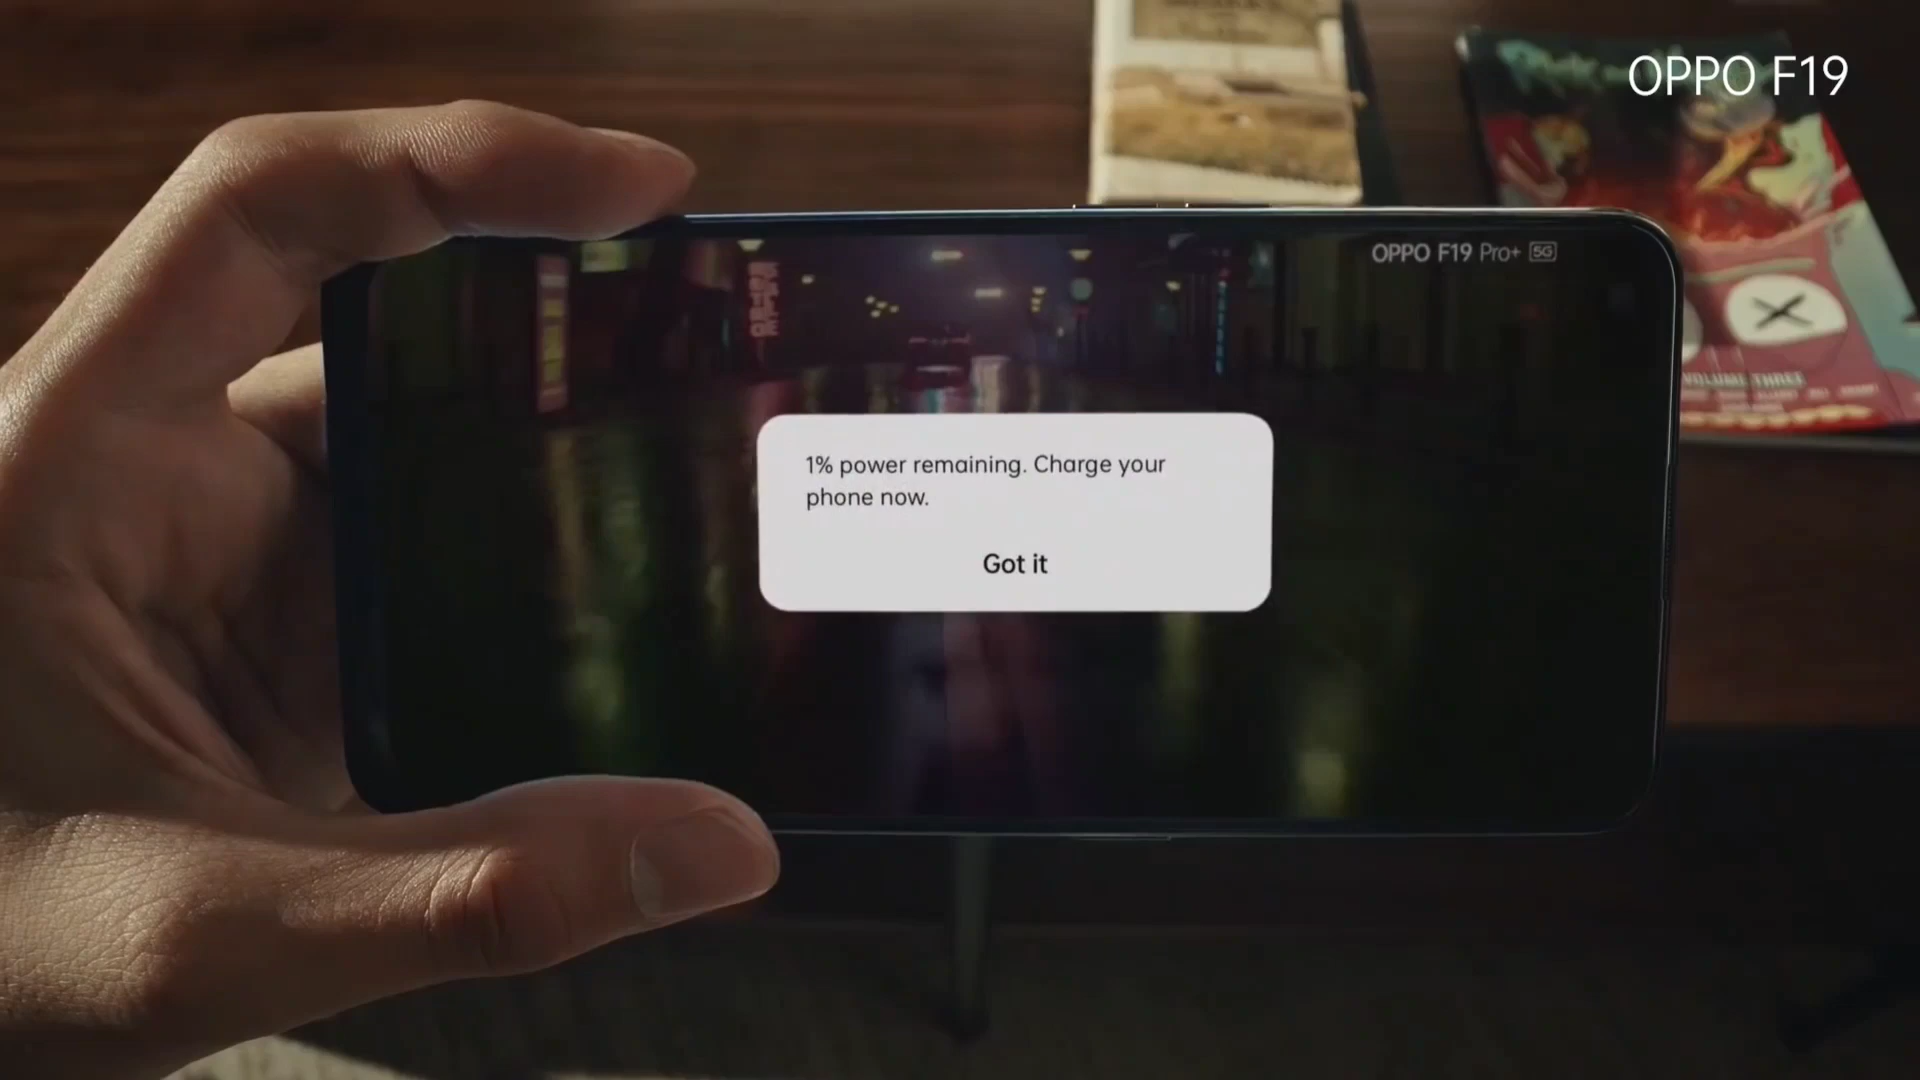 OPPO F19
OPPO F19 Pro+ 5G
1% power remaining. Charge your
phone now.
Got it
VOLUME THREE